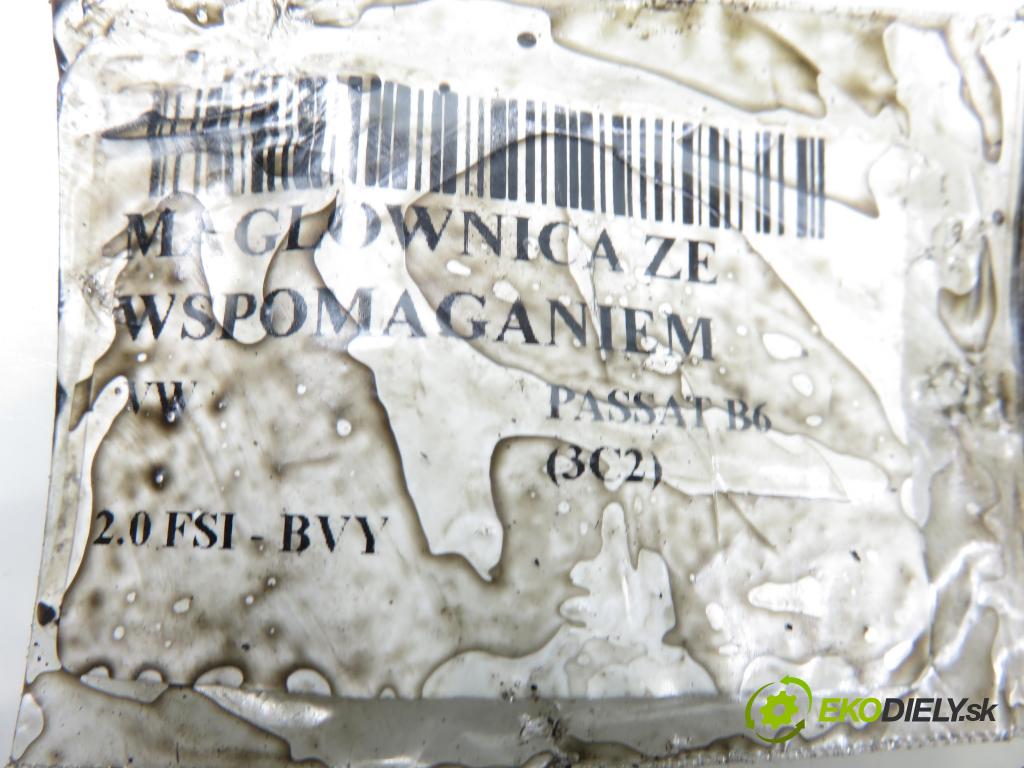 MAGLOWNICA ZE
WSPOMAGANIEM
VW PASSAT B6
(3C2)
2.0 FSI - BVY
EKODIELY.sk